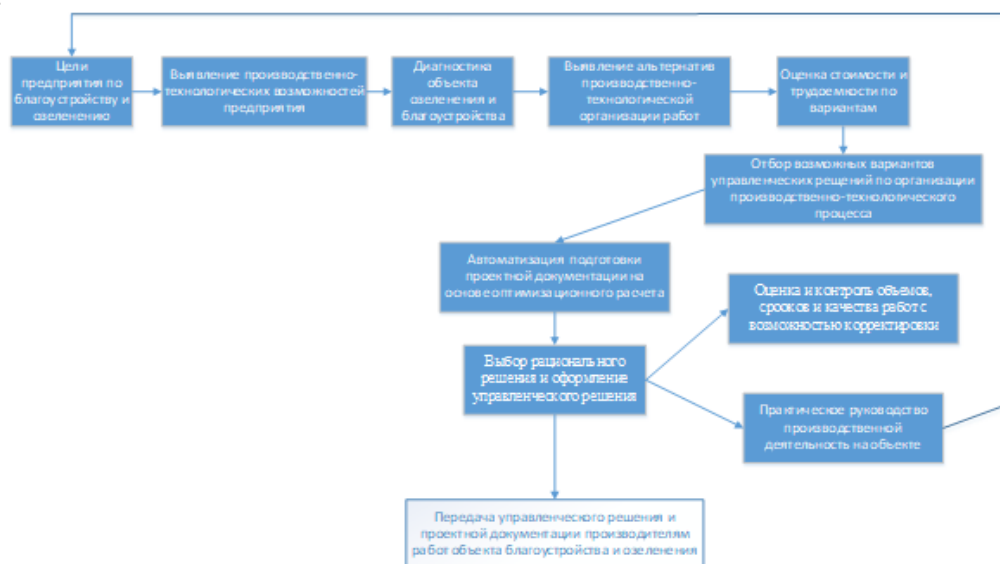 Цели
предприятия по
благоустройству и
озеленению
Выявление производственно-
технологических возможностей
предприятия
Диагностика
объекта
озеленения и
благоустройства
Выявление альтернатив
производственно-
технологической
организации работ
Оценка стоимости и
трудоемкости по
вариантам
Отбор возможных вариантов
управленческих рещений по организации
производственно-технологического
процесса
Автоматизация подготовки
проектной документации на
основе оптимизационного расчета
Оценка и контроль объемов,
срооков и качества работ с
возможностью корректировки
Выбор рационального
решения и оформление
управленческого решения
Практическое руководство
производственной
деятельность на объекте
Передача управленческого решения и
проектной документации производителям
работ объекта благоустройства и озеленения